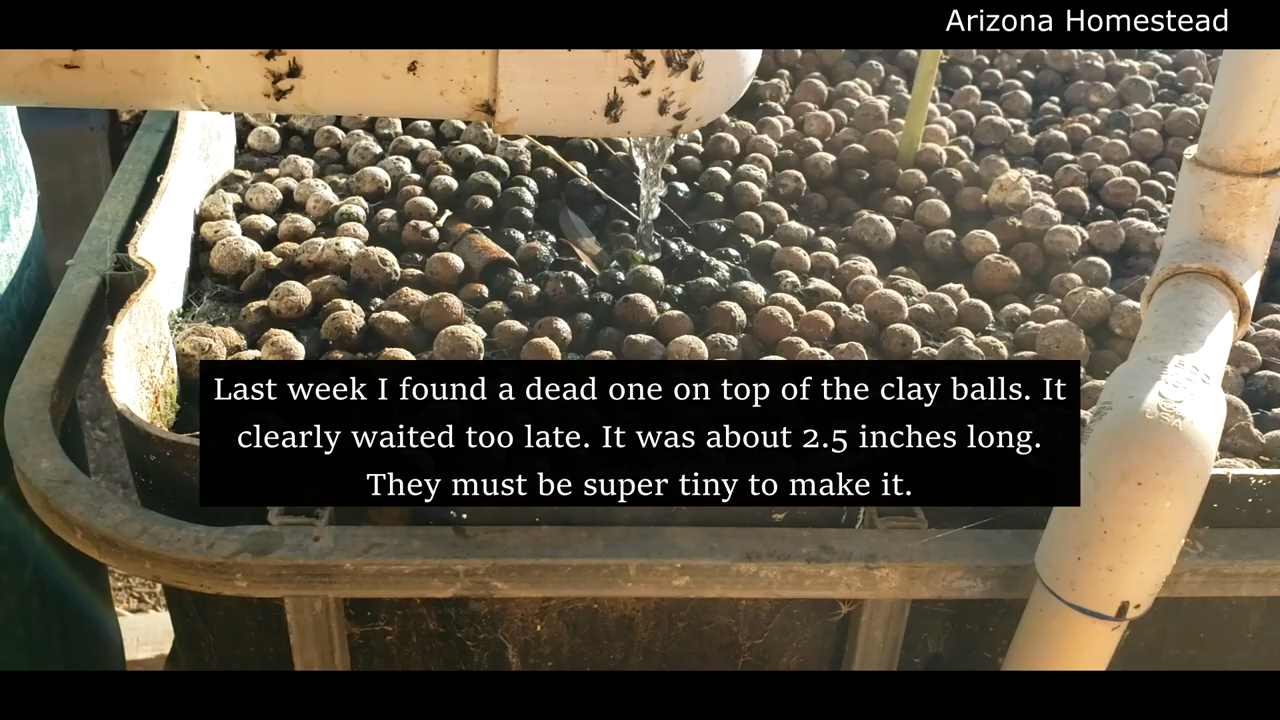 Arizona Homestead
Last week I found a dead one on top of the clay balls. It
clearly waited too late. It was about 2.5 inches long.
They must be super tiny to make it.